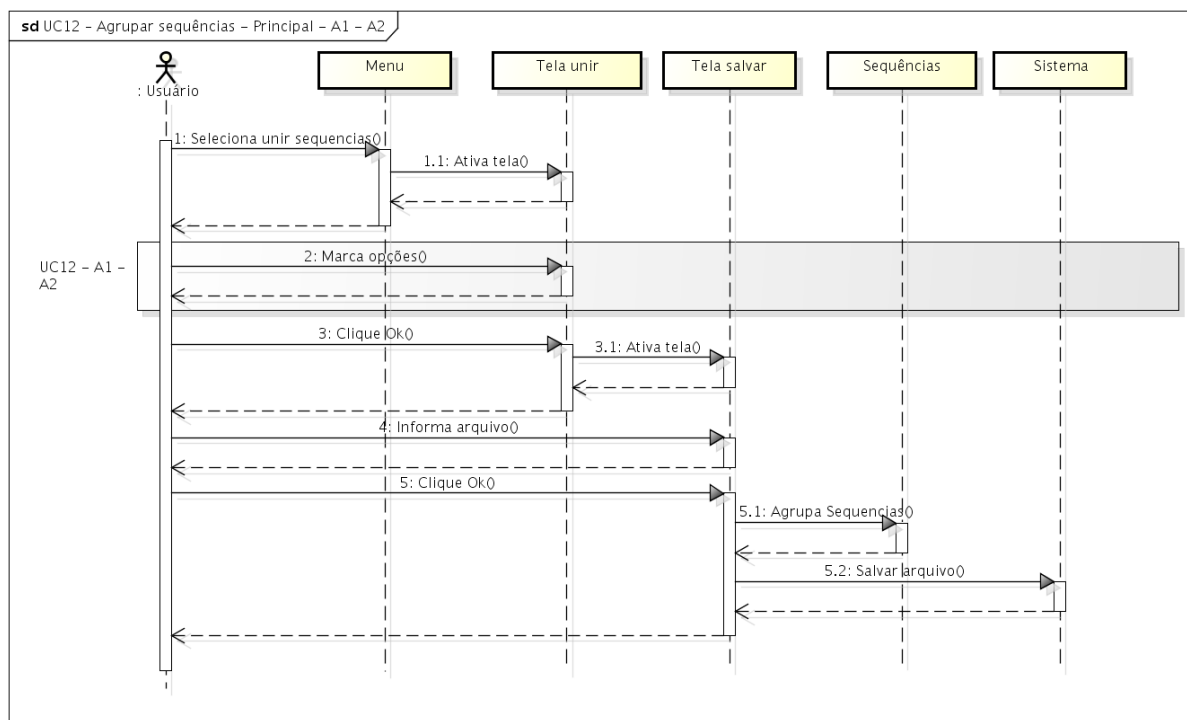 sd UC12 – Agrupar sequências – Principal – A1 – A2
: Usuário
Menu
Tela unir
Tela salvar
Sequências
Sistema
1: Seleciona unir sequencias()
1.1: Ativa tela()
UC12 – A1 –
A2
2: Marca opções()
3: Clique Ok()
3.1: Ativa tela()
4: Informa arquivo()
5: Clique Ok()
5.1: Agrupa Sequencias()
5.2: Salvar arquivo()